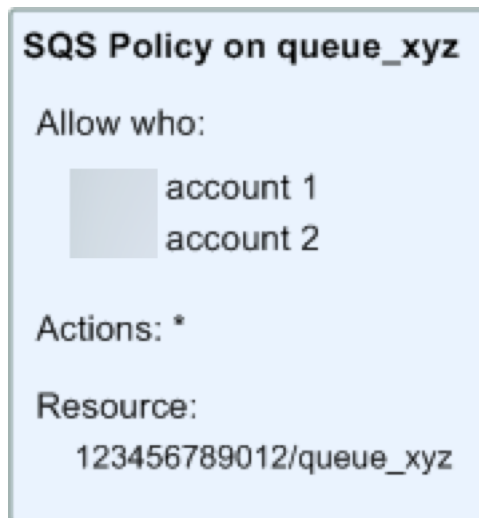 SQS Policy on queue_xyz
Allow who:
account 1
account 2
Actions: *
Resource:
123456789012/queue_xyz